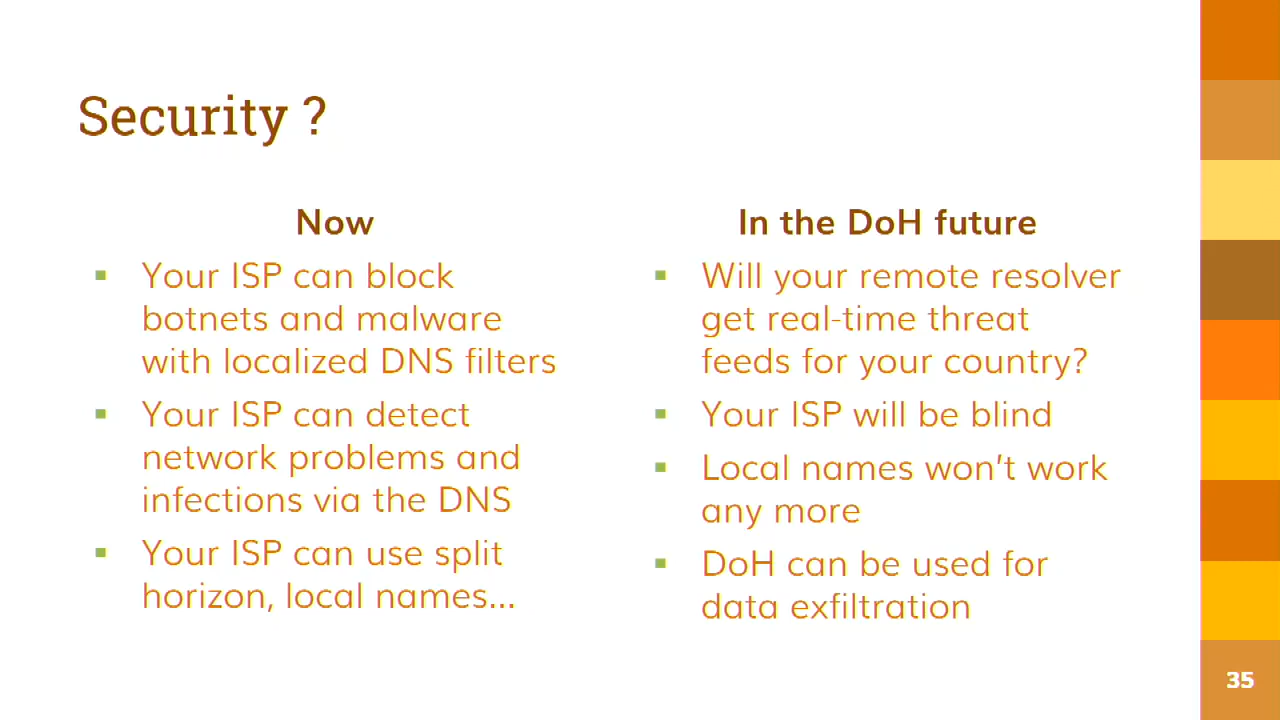 Security ?
Now
Your ISP can block
botnets and malware
with localized DNS filters
Your ISP can detect
network problems and
infections via the DNS
Your ISP can use split
horizon, local names...
In the DoH future
Will your remote resolver
get real-time threat
feeds for your country?
Your ISP will be blind
Local names won’t work
any more
DoH can be used for
data exfiltration
35